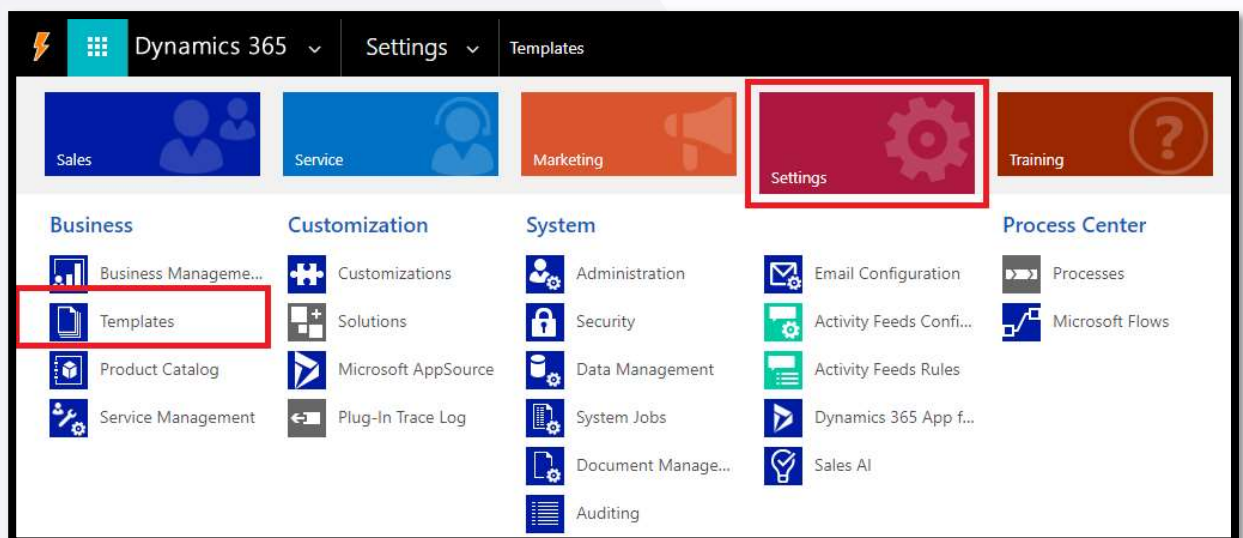 Dynamics 365 Settings Templates
Sales Service Marketing Settings Training
Business Customization System Process Center
Business Manageme... Customizations Administration Email Configuration Processes
Templates Solutions Security Activity Feeds Confi... Microsoft Flows
Product Catalog Microsoft AppSource Data Management Activity Feeds Rules
Service Management Plug-In Trace Log System Jobs Dynamics 365 App f...
Document Manage... Sales AI
Auditing